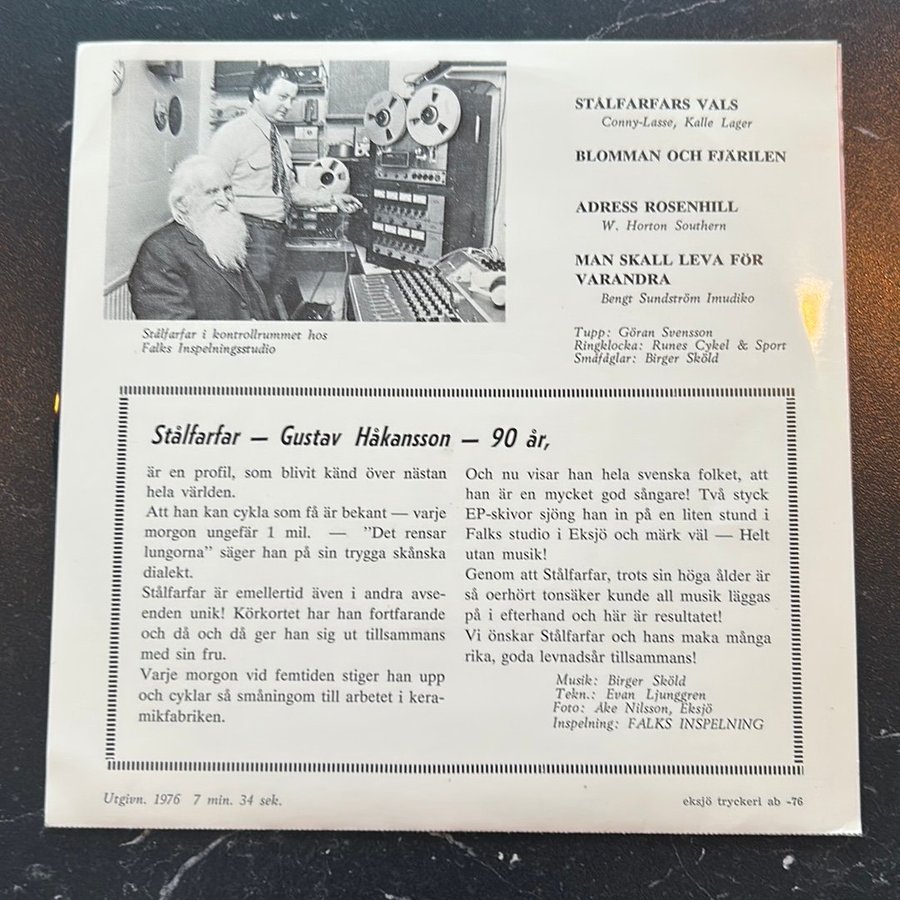 STÅLFARFARS VALS
Conny-Lasse, Kalle Lager
BLOMMAN OCH FJÄRILEN
ADRESS ROSENHILL
W. Horton Southern
MAN SKALL LEVA FÖR
VARANDRA
Bengt Sundström Imudiko
Tupp: Göran Svensson
Ringklocka: Runes Cykel & Sport
Småfåglar: Birger Sköld
Stålfarfar i kontrollrummet hos
Falks Inspelningsstudio
Stålfarfar — Gustav Håkansson — 90 år,
är en profil, som blivit känd över nästan
hela världen.
Att han kan cykla som få är bekant — varje
morgon ungefär 1 mil. — ”Det rensar
lungorna” säger han på sin trygga skånska
dialekt.
Stålfarfar är emellertid även i andra avse-
enden unik! Körkortet har han fortfarande
och då och då ger han sig ut tillsammans
med sin fru.
Varje morgon vid femtiden stiger han upp
och cyklar så småningom till arbetet i kera-
mikfabriken.
Och nu visar han hela svenska folket, att
han är en mycket god sångare! Två styck
EP-skivor sjöng han in på en liten stund i
Falks studio i Eksjö och märk väl — Helt
utan musik!
Genom att Stålfarfar, trots sin höga ålder är
så oerhört tonsäker kunde all musik läggas
på i efterhand och här är resultatet!
Vi önskar Stålfarfar och hans maka många
rika, goda levnadsår tillsammans!
Musik: Birger Sköld
Tekn.: Evan Ljunggren
Foto: Åke Nilsson, Eksjö
Inspelning: FALKS INSPELNING
Utgivn. 1976 7 min. 34 sek.
eksjö tryckeri ab -76